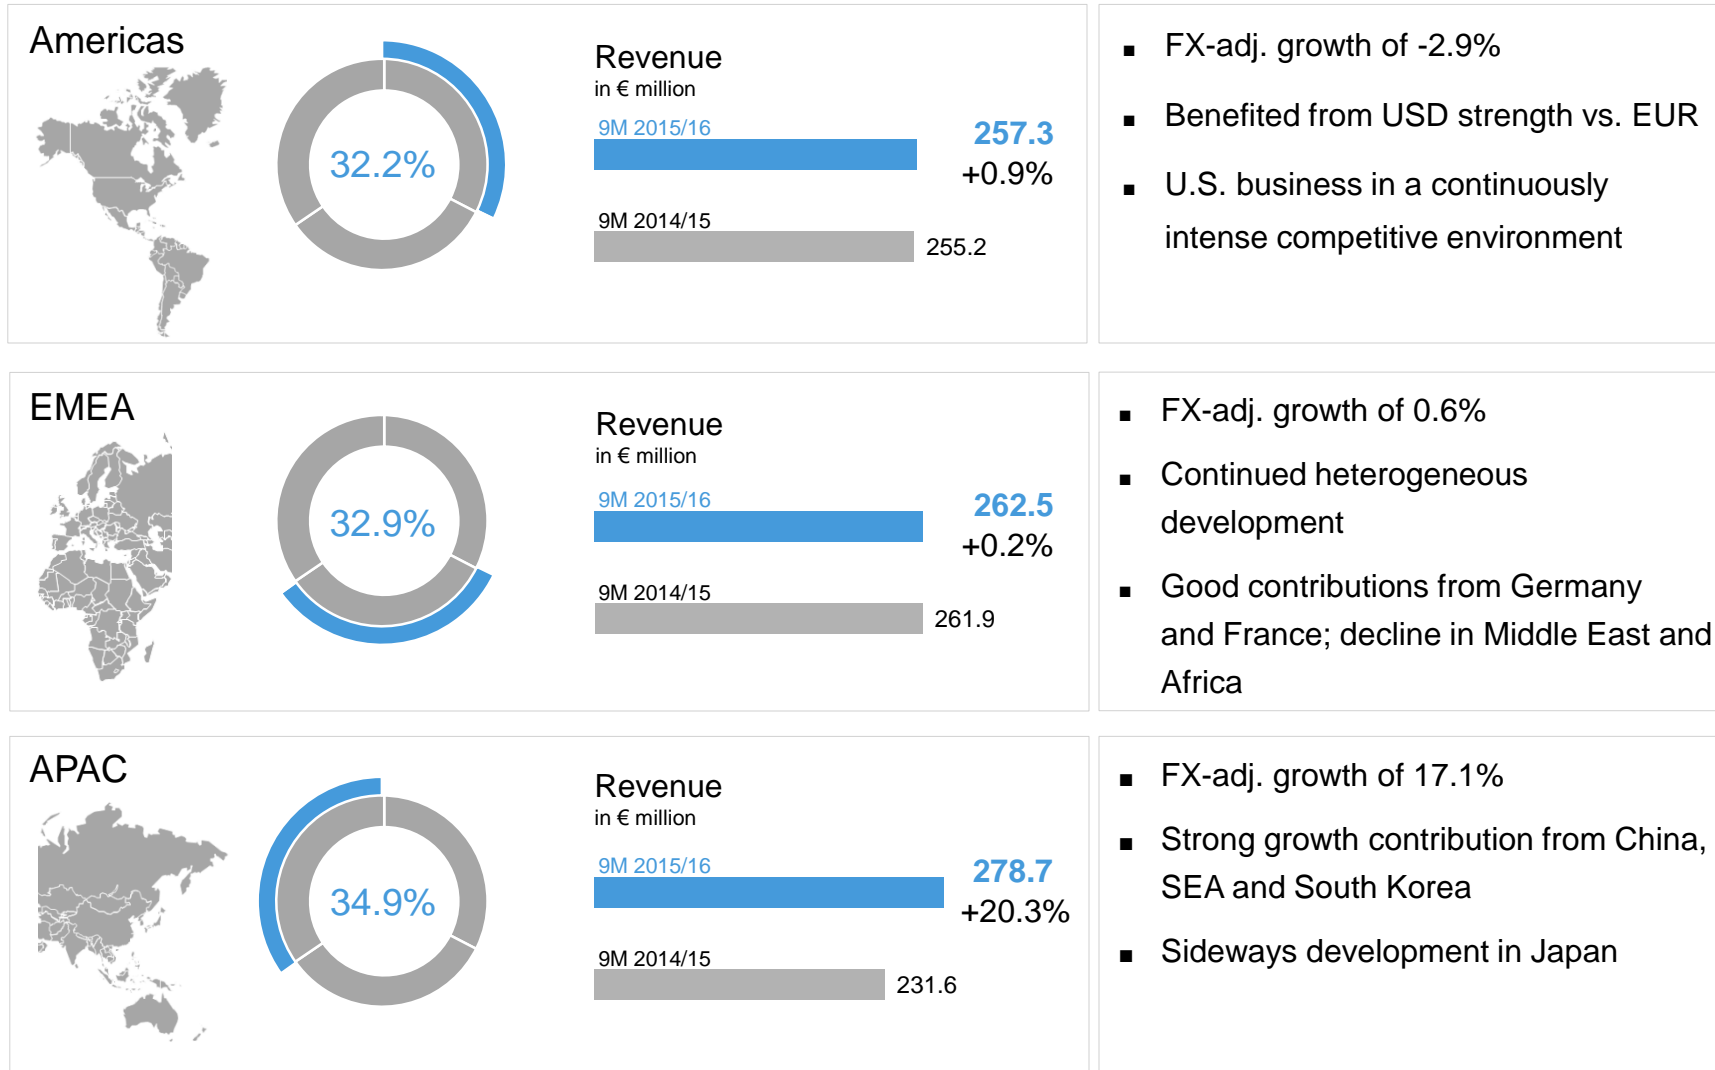 Americas
32.2%
Revenue
in € million
9M 2015/16
257.3
+0.9%
9M 2014/15
255.2
■ FX-adj. growth of -2.9%
■ Benefited from USD strength vs. EUR
■ U.S. business in a continuously
intense competitive environment
EMEA
32.9%
Revenue
in € million
9M 2015/16
262.5
+0.2%
9M 2014/15
261.9
■ FX-adj. growth of 0.6%
■ Continued heterogeneous
development
■ Good contributions from Germany
and France; decline in Middle East and
Africa
APAC
34.9%
Revenue
in € million
9M 2015/16
278.7
+20.3%
9M 2014/15
231.6
■ FX-adj. growth of 17.1%
■ Strong growth contribution from China,
SEA and South Korea
■ Sideways development in Japan